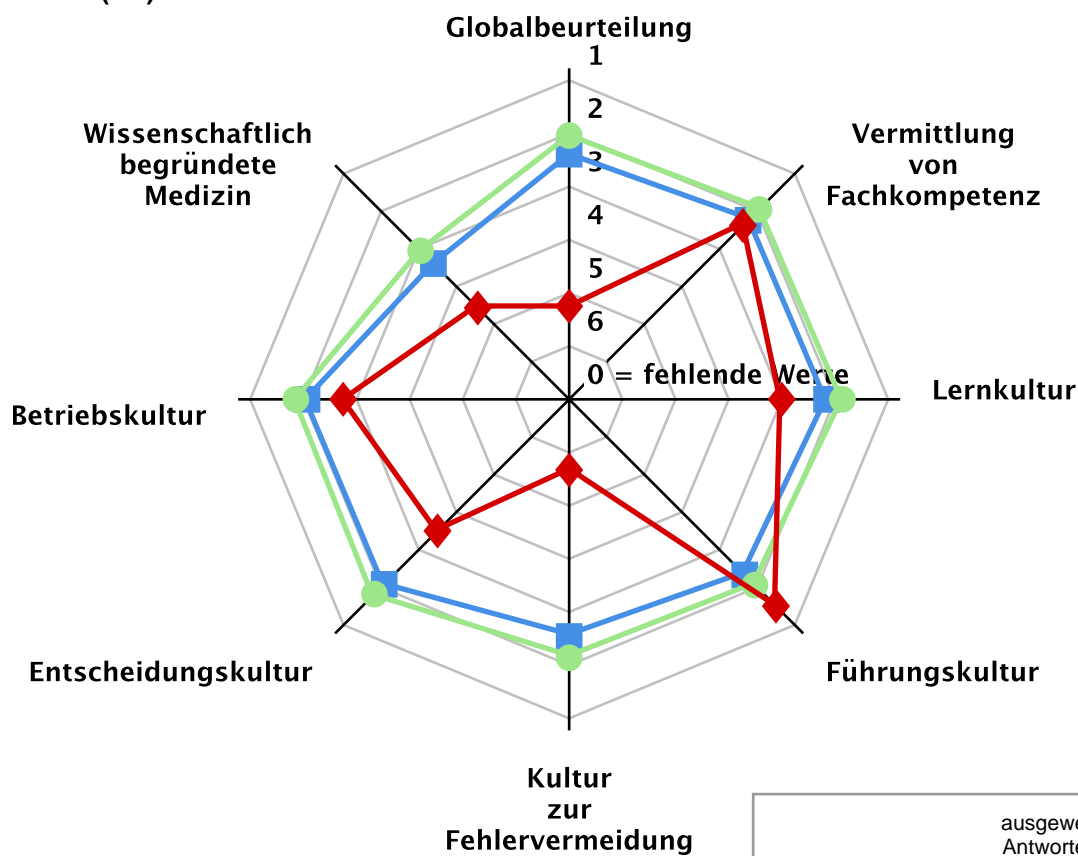 Globalbeurteilung
1
2
3
4
5
6
0 = fehlende Werte
Wissenschaftlich
begründete
Medizin
Vermittlung
von
Fachkompetenz
Betriebskultur
Lernkultur
Entscheidungskultur
Führungskultur
Kultur
zur
Fehlervermeidung